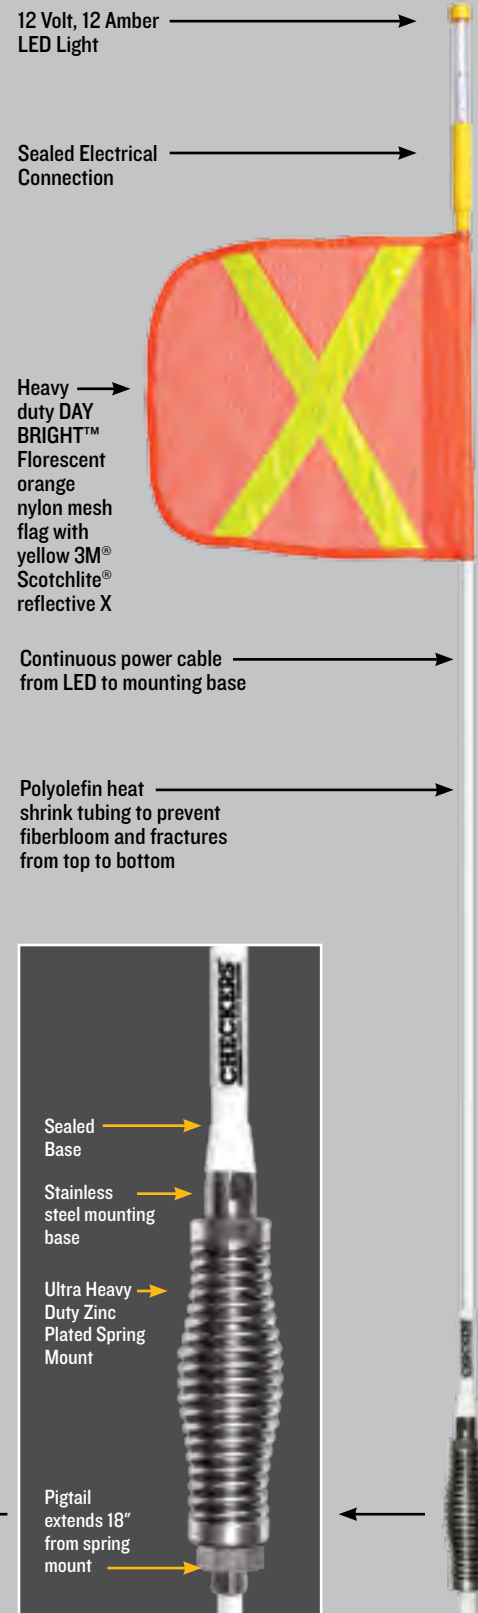 12 Volt, 12 Amber
LED Light
Sealed Electrical
Connection
Heavy
duty DAY
BRIGHT™
Florescent
orange
nylon mesh
flag with
yellow 3M®
Scotchlite®
reflective X
Continuous power cable
from LED to mounting base
Polyolefin heat
shrink tubing to prevent
fiberbloom and fractures
from top to bottom
CHECKERS
Sealed
Base
Stainless
steel mounting
base
Ultra Heavy
Duty Zinc
Plated Spring
Mount
Pigtail
extends 18"
from spring
mount
CHECKERS